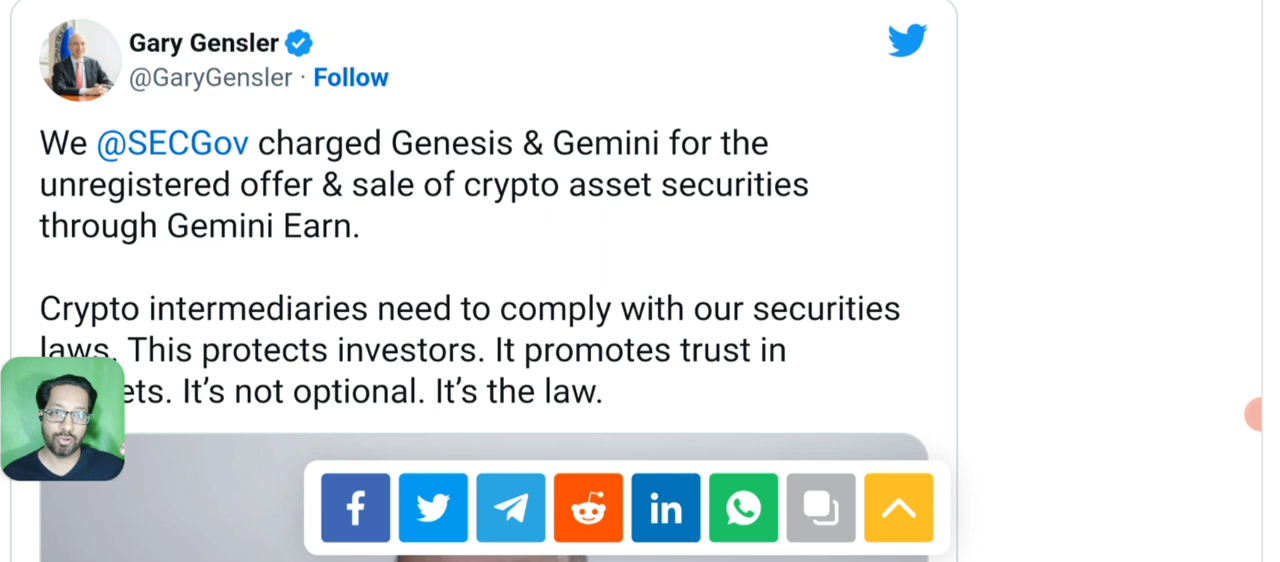 Gary Gensler
@GaryGensler · Follow
We @SECGov charged Genesis & Gemini for the
unregistered offer & sale of crypto asset securities
through Gemini Earn.
Crypto intermediaries need to comply with our securities
laws. This protects investors. It promotes trust in
ets. It’s not optional. It’s the law.
f
in